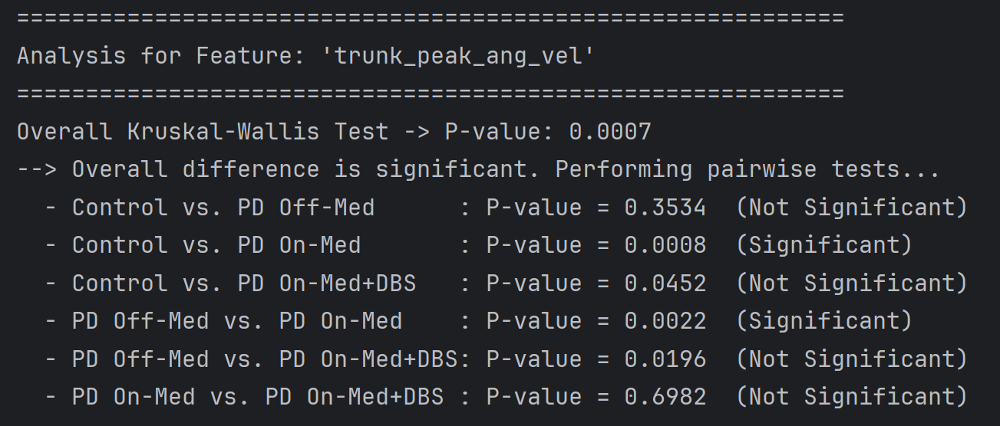 ============================================================
Analysis for Feature: 'trunk_peak_ang_vel'
============================================================
Overall Kruskal-Wallis Test -> P-value: 0.0007
--> Overall difference is significant. Performing pairwise tests...
  - Control vs. PD Off-Med      : P-value = 0.3534  (Not Significant)
  - Control vs. PD On-Med       : P-value = 0.0008  (Significant)
  - Control vs. PD On-Med+DBS   : P-value = 0.0452  (Not Significant)
  - PD Off-Med vs. PD On-Med    : P-value = 0.0022  (Significant)
  - PD Off-Med vs. PD On-Med+DBS: P-value = 0.0196  (Not Significant)
  - PD On-Med vs. PD On-Med+DBS : P-value = 0.6982  (Not Significant)